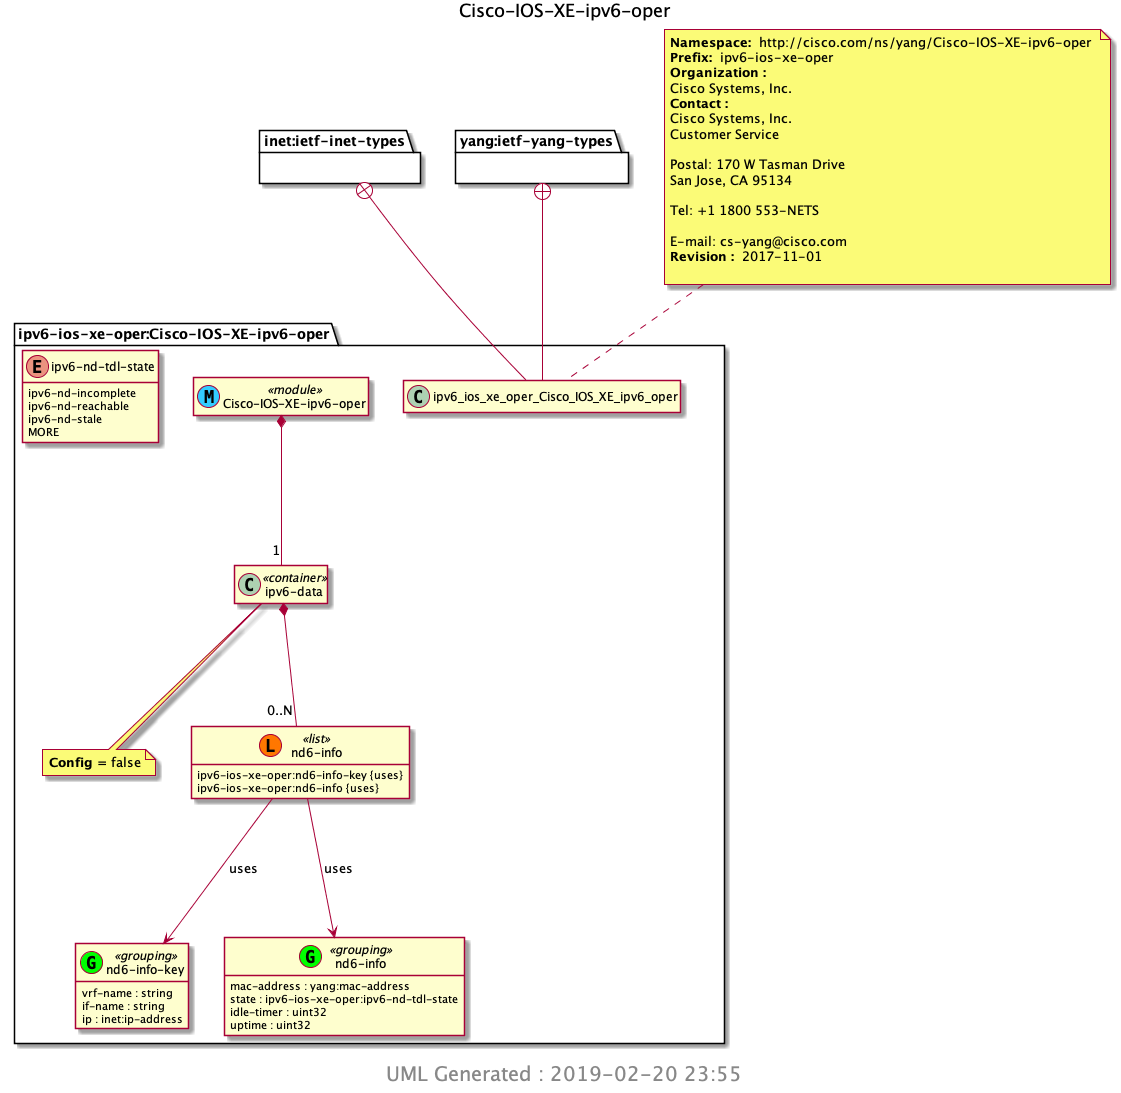 Cisco-IOS-XE-ipv6-oper
Namespace: http://cisco.com/ns/yang/Cisco-IOS-XE-ipv6-oper
Prefix: ipv6-ios-xe-oper
Organization :
Cisco Systems, Inc.
Contact :
Cisco Systems, Inc.
Customer Service
Postal: 170 W Tasman Drive
San Jose, CA 95134
Tel: +1 1800 553-NETS
E-mail: cs-yang@cisco.com
Revision : 2017-11-01
inet:ietf-inet-types
yang:ietf-yang-types
ipv6-ios-xe-oper:Cisco-IOS-XE-ipv6-oper
E
ipv6-nd-tdl-state
ipv6-nd-incomplete
ipv6-nd-reachable
ipv6-nd-stale
MORE
M
«module»
Cisco-IOS-XE-ipv6-oper
C
ipv6_ios_xe_oper_Cisco_IOS_XE_ipv6_oper
1
C
«container»
ipv6-data
0..N
Config = false
L
«list»
nd6-info
ipv6-ios-xe-oper:nd6-info-key {uses}
ipv6-ios-xe-oper:nd6-info {uses}
uses
uses
G
«grouping»
nd6-info-key
vrf-name : string
if-name : string
ip : inet:ip-address
G
«grouping»
nd6-info
mac-address : yang:mac-address
state : ipv6-ios-xe-oper:ipv6-nd-tdl-state
idle-timer : uint32
uptime : uint32
UML Generated : 2019-02-20 23:55